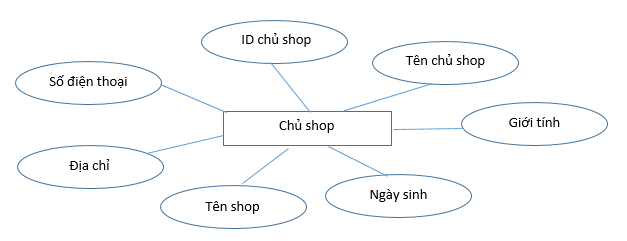 ID chủ shop
Tên chủ shop
Số điện thoại
Chủ shop
Giới tính
Địa chỉ
Ngày sinh
Tên shop